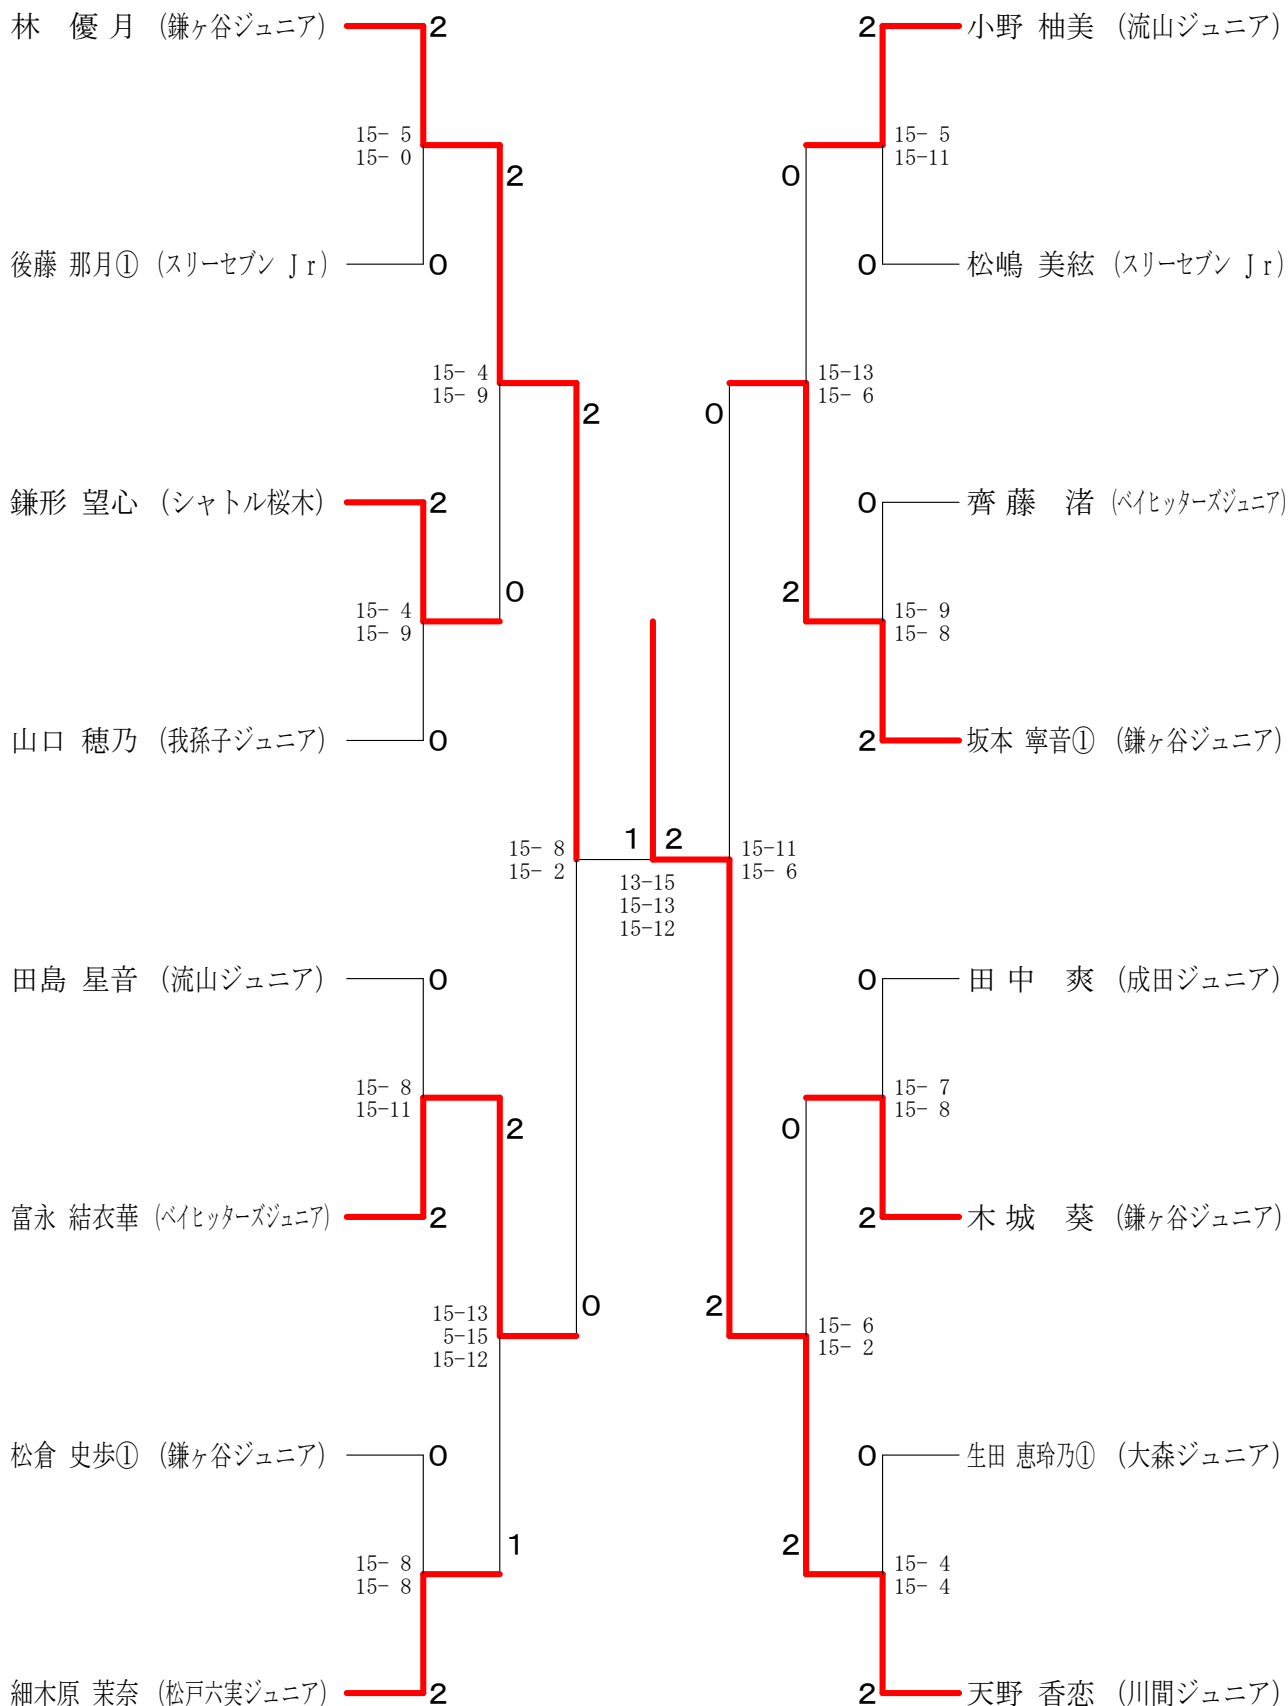 林 優月 (鎌ヶ谷ジュニア) 2
15- 5
15- 0
2
後藤 那月① (スリーセブン Jr) 0
15- 4
15- 9
2
鎌形 望心 (シャトル桜木) 2
15- 4
15- 9
0
山口 穂乃 (我孫子ジュニア) 0
15- 8
15- 2
田島 星音 (流山ジュニア) 0
15- 8
15-11
2
富永 結衣華 (ベイヒッターズジュニア) 2
15-13
5-15
15-12
0
松倉 史歩① (鎌ヶ谷ジュニア) 0
15- 8
15- 8
1
細木原 茉奈 (松戸六実ジュニア) 2
1 2
13-15
15-13
15-12
2 小野 柚美 (流山ジュニア)
15- 5
15-11
0
0 松嶋 美絃 (スリーセブン Jr)
15-13
15- 6
0
0 齊藤 渚 (ベイヒッターズジュニア)
15- 9
15- 8
2
2 坂本 寧音① (鎌ヶ谷ジュニア)
15-11
15- 6
0 田中 爽 (成田ジュニア)
15- 7
15- 8
0
2 木城 葵 (鎌ヶ谷ジュニア)
15- 6
15- 2
2
0 生田 恵玲乃① (大森ジュニア)
15- 4
15- 4
2
2 天野 香恋 (川間ジュニア)